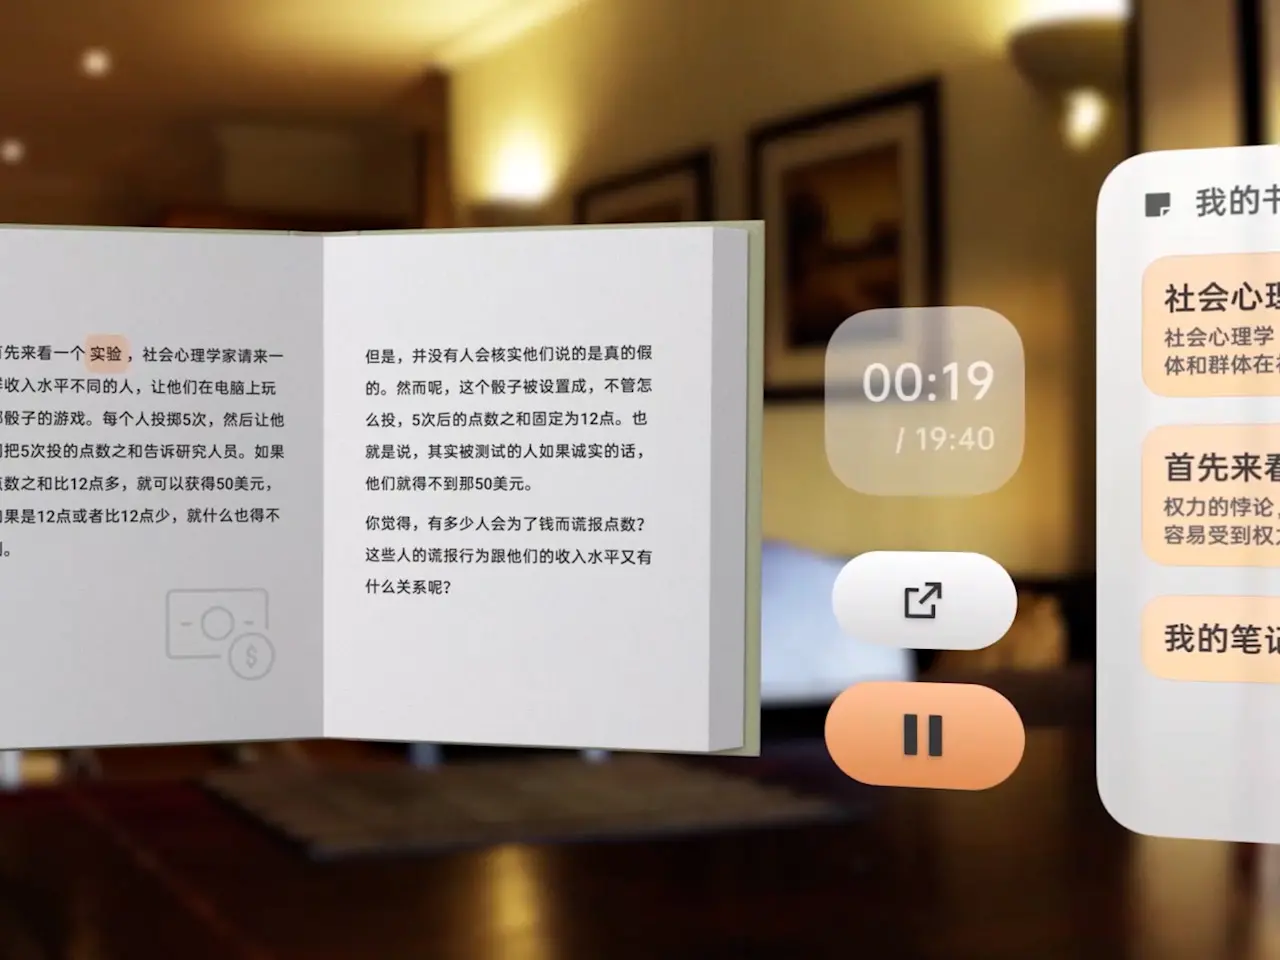 先来看一个实验，社会心理学家请来一
收入水平不同的人，让他们在电脑上玩
骰子的游戏。每个人投掷5次，然后让他
把5次投的点数之和告诉研究人员。如果
数之和比12点多，就可以获得50美元，
果是12点或者比12点少，就什么也得不
。
但是，并没有人会核实他们说的是真的假
的。然而呢，这个骰子被设置成，不管怎
么投，5次后的点数之和固定为12点。也
就是说，其实被测试的人如果诚实的话，
他们就得不到那50美元。
你觉得，有多少人会为了钱而谎报点数？
这些人的谎报行为跟他们的收入水平又有
什么关系呢？
$
00:19
/ 19:40
我的书
社会心理
社会心理学
体和群体在
首先来看
权力的悖论，
容易受到权力
我的笔记